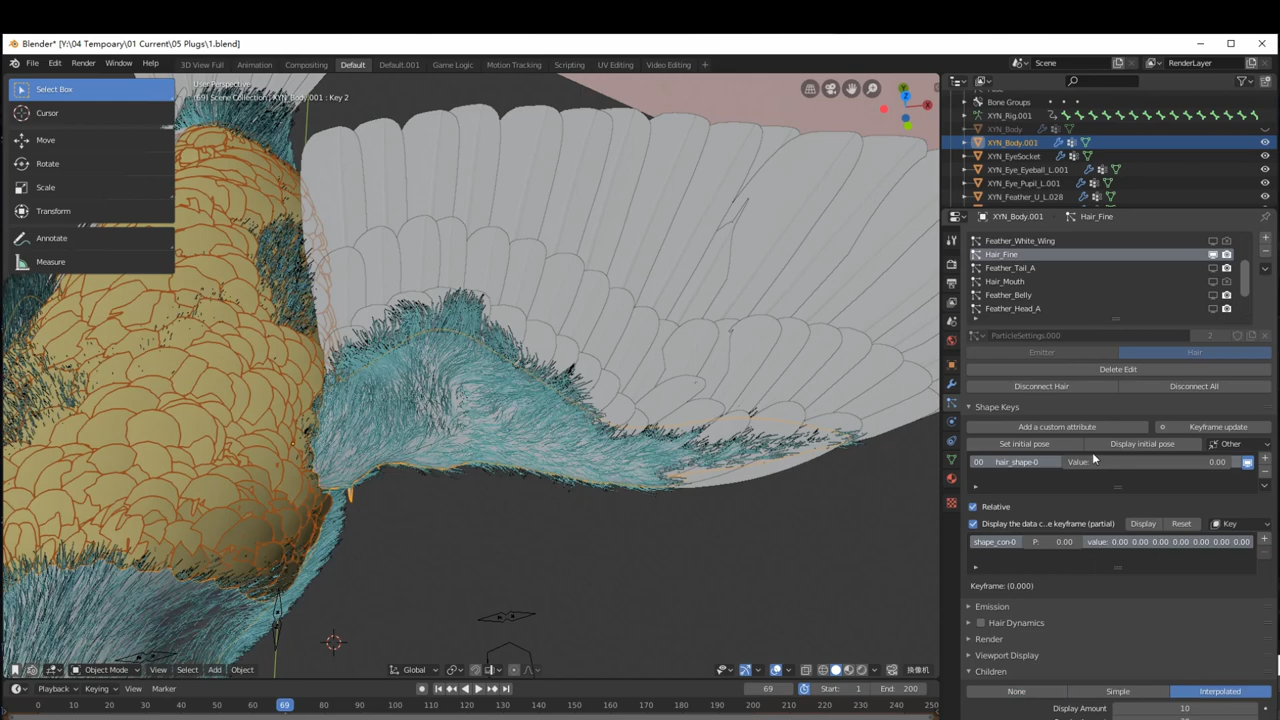 Blender* [Y:\04 Tempoary\01 Current\05 Plugs\1.blend]
File Edit Render Window Help 3D View Full Animation Compositing Default Default.001 Game Logic Motion Tracking Scripting UV Editing Video Editing + Scene RenderLayer
Select Box
Cursor
Move
Rotate
Scale
Transform
Annotate
Measure
User Perspective
(69) Scene Collection | XYN_Body.001 : Key 2
Z
X
Y
Bone Groups
XYN_Rig.001
XYN_Body
XYN_Body.001
XYN_EyeSocket
XYN_Eye_Eyeball_L.001
XYN_Eye_Pupil_L.001
XYN_Feather_U_L.028
XYN_Body.001 Hair_Fine
Feather_White_Wing
Hair_Fine
Feather_Tail_A
Hair_Mouth
Feather_Belly
Feather_Head_A
ParticleSettings.000 2
Emitter Hair
Delete Edit
Disconnect Hair Disconnect All
Shape Keys
Add a custom attribute Keyframe update
Set initial pose Display initial pose Other
00 hair_shape-0 Value: 0.00
Relative
Display the data c...e keyframe (partial) Display Reset Key
shape_con-0 P: 0.00 value: 0.00 0.00 0.00 0.00 0.00 0.00 0.00
Keyframe: (0.000)
Emission
Hair Dynamics
Render
Viewport Display
Children
None Simple Interpolated
Display Amount 10
Object Mode View Select Add Object Global 换像机
Playback Keying View Marker 69 Start: 1 End: 200
0 10 20 30 40 50 60 69 80 90 100 110 120 130 140 150 160 170 180 190 200 210 220 230 240 250